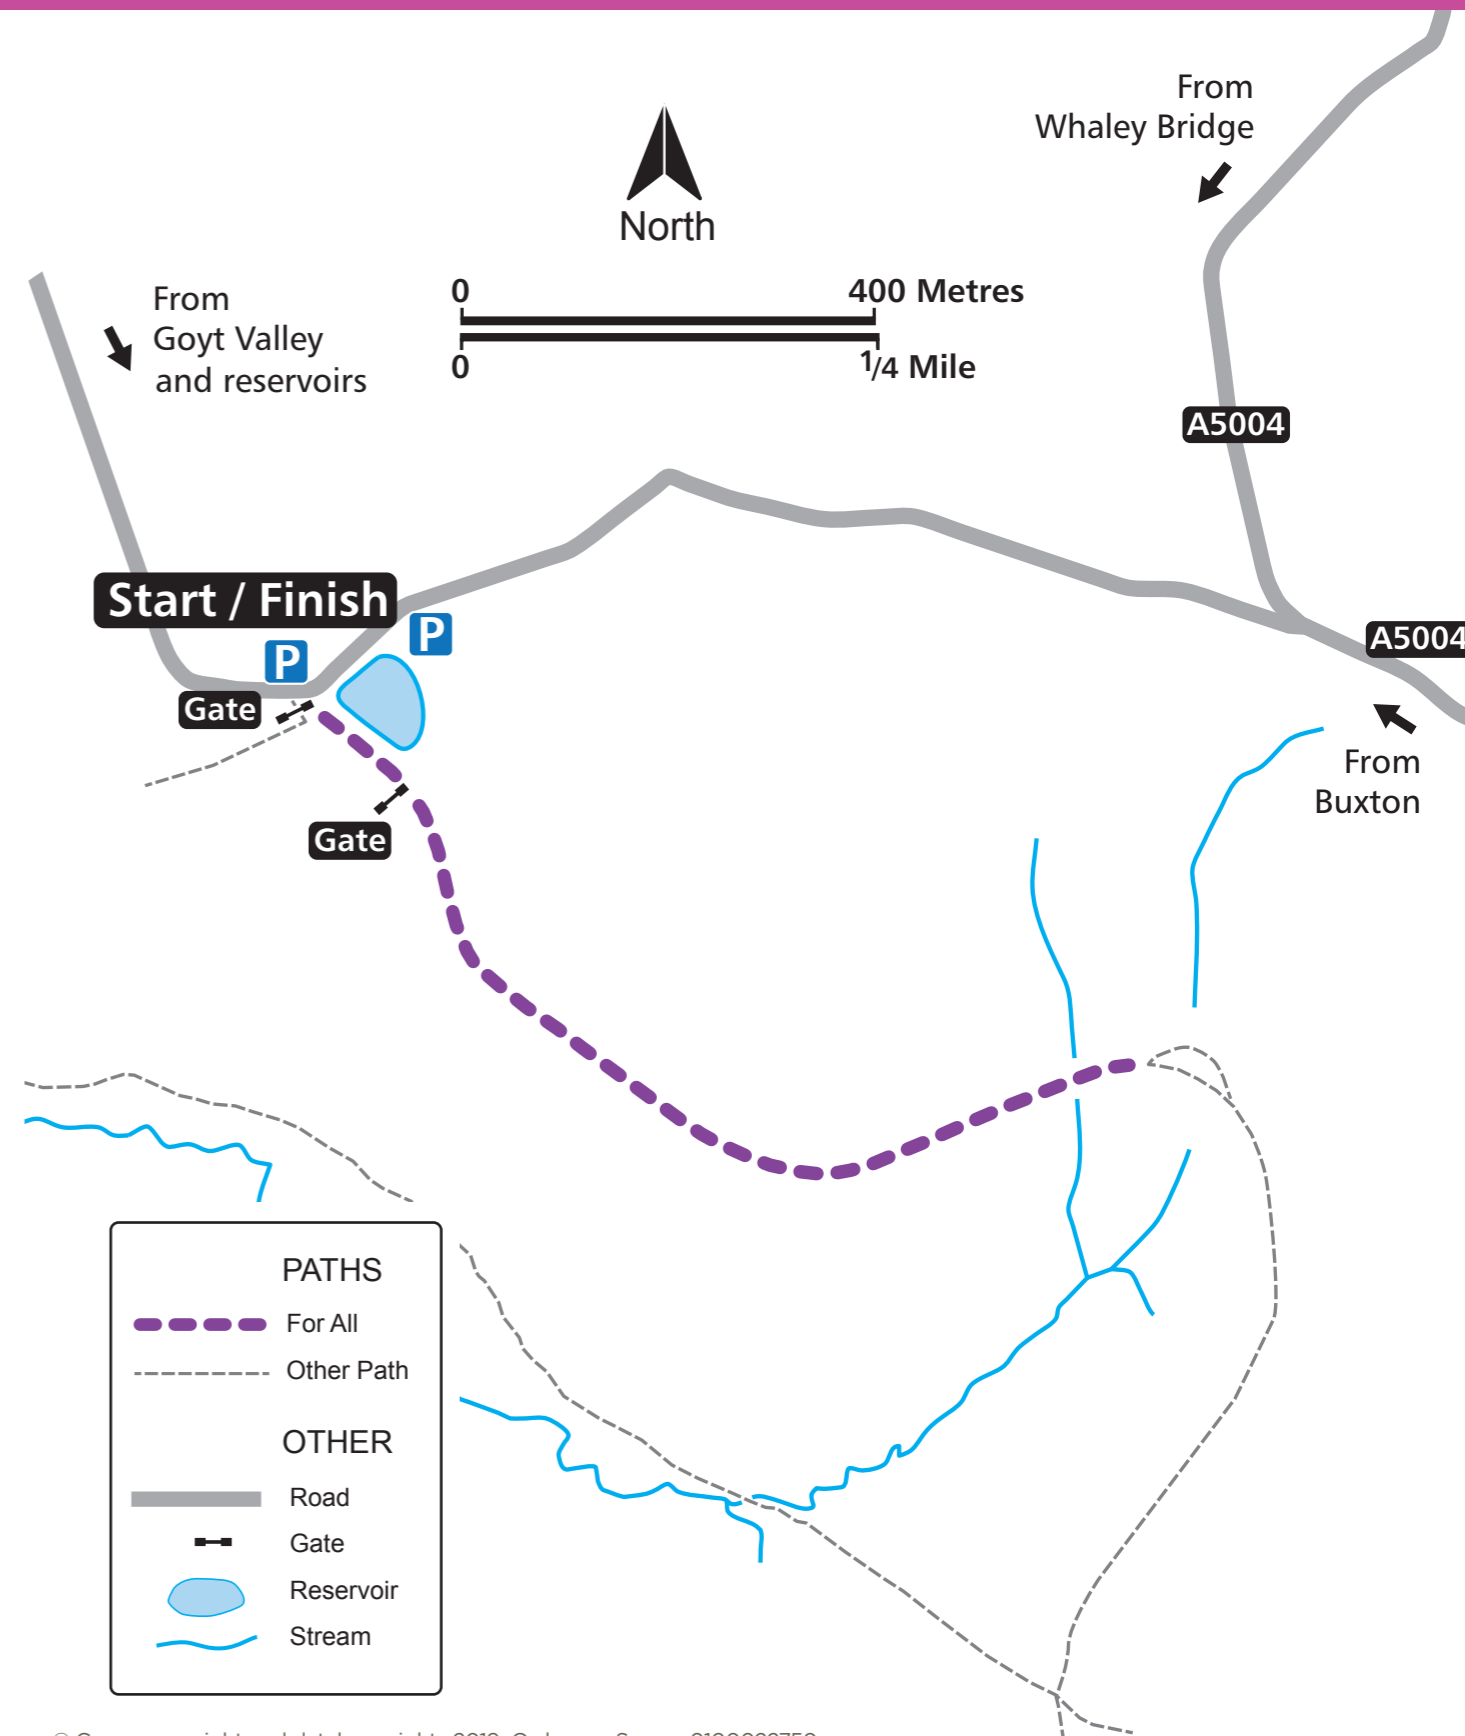 From
Whaley Bridge
North
0
400 Metres
0
1/4 Mile
From
Goyt Valley
and reservoirs
A5004
Start / Finish
P
P
A5004
Gate
From
Buxton
Gate
PATHS
For All
Other Path
OTHER
Road
Gate
Reservoir
Stream